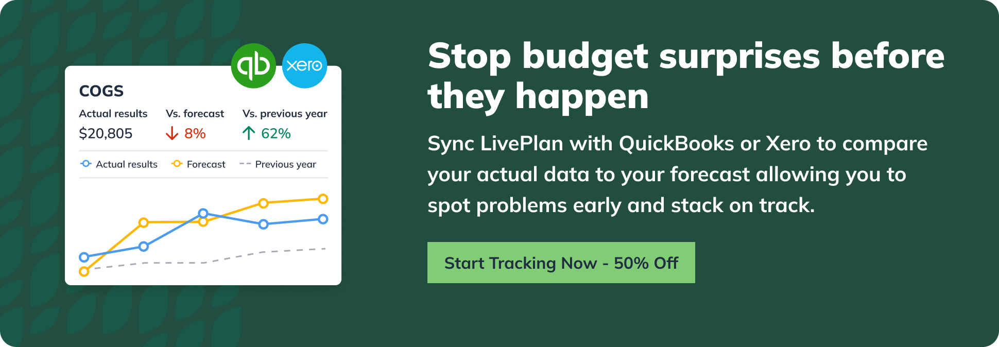 qb
xero
COGS
Actual results Vs. forecast Vs. previous year
$20,805 ↓ 8% ↑ 62%
Actual results Forecast Previous year
Stop budget surprises before
they happen
Sync LivePlan with QuickBooks or Xero to compare
your actual data to your forecast allowing you to
spot problems early and stack on track.
Start Tracking Now - 50% Off